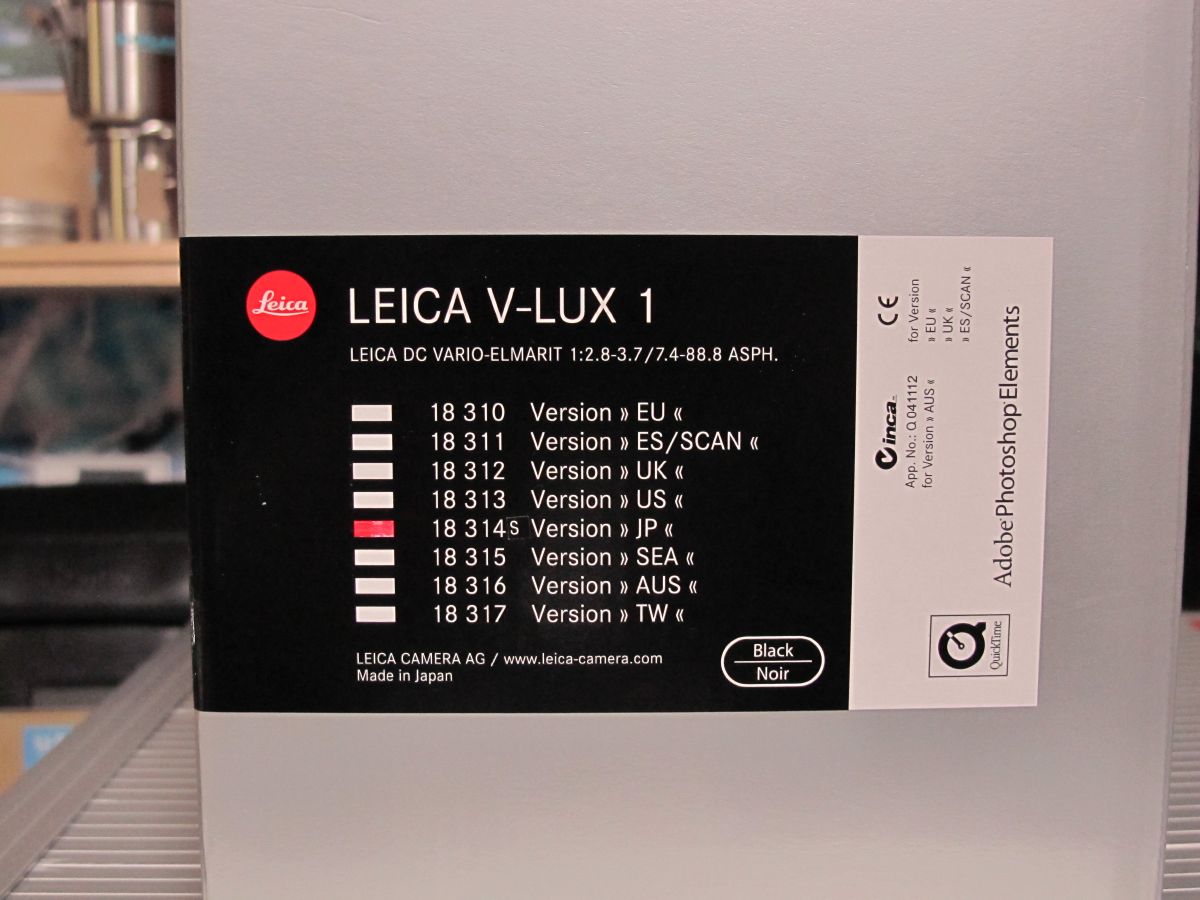 Leica
LEICA V-LUX 1
LEICA DC VARIO-ELMARIT 1:2.8-3.7/7.4-88.8 ASPH.
18 310 Version » EU «
18 311 Version » ES/SCAN «
18 312 Version » UK «
18 313 Version » US «
18 314 S Version » JP «
18 315 Version » SEA «
18 316 Version » AUS «
18 317 Version » TW «
LEICA CAMERA AG / www.leica-camera.com
Made in Japan
Black
Noir
CE
for Version
» EU «
» UK «
» ES/SCAN «
inca
App. No.: Q 041112
for Version » AUS «
Adobe Photoshop Elements
QuickTime